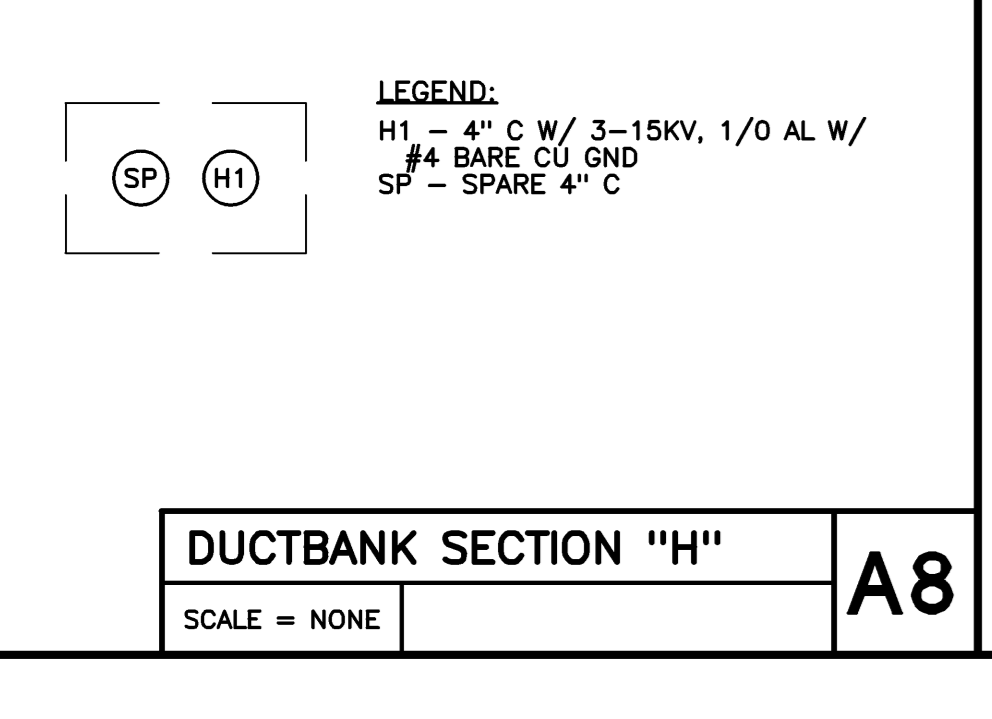 LEGEND:
H1 – 4" C W/ 3–15KV, 1/0 AL W/
#4 BARE CU GND
SP – SPARE 4" C
SP H1
DUCTBANK SECTION "H"
SCALE = NONE
A8